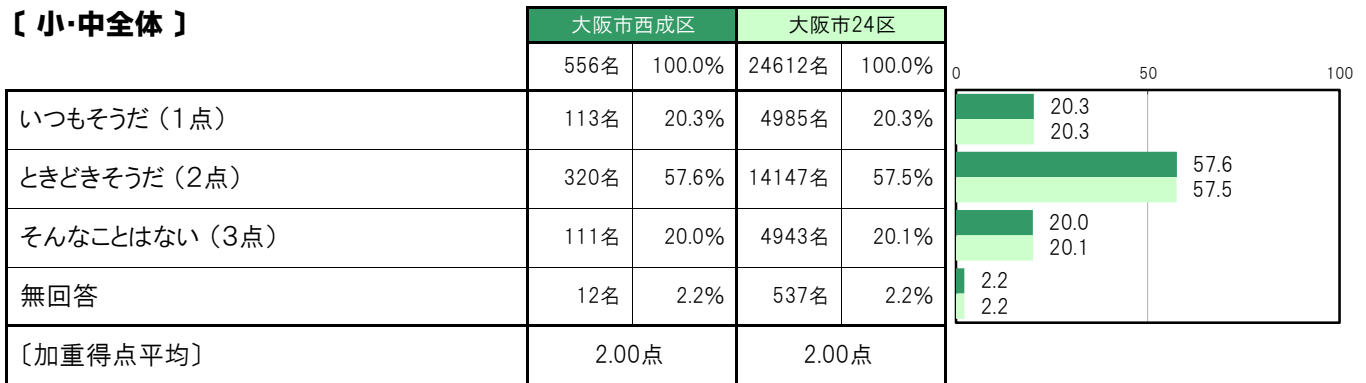 〔 小・中全体 〕
大阪市西成区 大阪市24区
556名 100.0% 24612名 100.0%
0 50 100
いつもそうだ（1点） 113名 20.3% 4985名 20.3%
20.3
20.3
ときどきそうだ（2点） 320名 57.6% 14147名 57.5%
57.6
57.5
そんなことはない（3点） 111名 20.0% 4943名 20.1%
20.0
20.1
無回答 12名 2.2% 537名 2.2%
2.2
2.2
〔加重得点平均〕 2.00点 2.00点